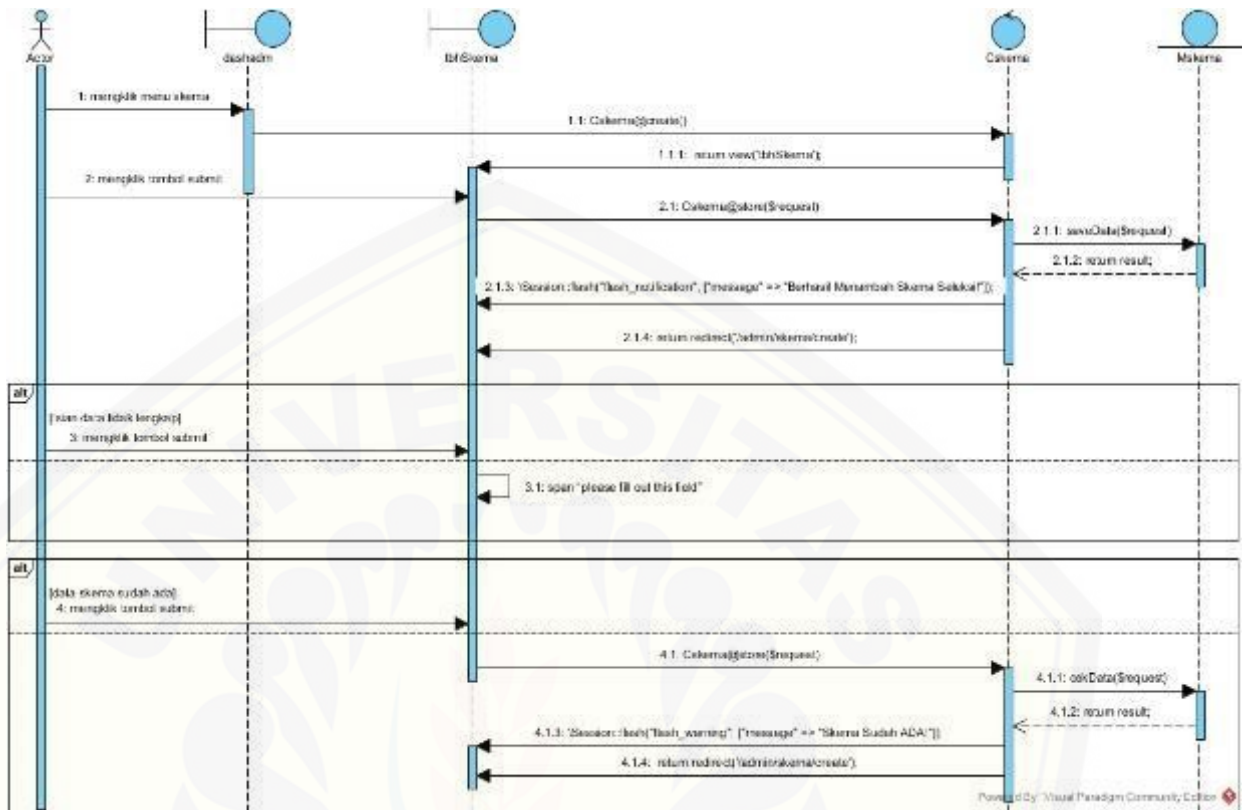 Actor
dashadm
tbhSkema
Cskema
Mskema
1: mengklik menu skema
1.1: Cskema@create()
1.1.1: return view('tbhSkema');
2: mengklik tombol submit
2.1: Cskema@store($request)
2.1.1: saveData($request)
2.1.2: return result;
2.1.3: \Session::flash("flash_notification", ["message" => "Berhasil Menambah Skema Seleksi!"]);
2.1.4: return redirect('/admin/skema/create');
alt
[isian data tidak lengkap]
3: mengklik tombol submit
3.1: span "please fill out this field"
alt
[data skema sudah ada]
4: mengklik tombol submit
4.1: Cskema@store($request)
4.1.1: cekData($request)
4.1.2: return result;
4.1.3: \Session::flash("flash_warning", ["message" => "Skema Sudah ADA!"])
4.1.4: return redirect('/admin/skema/create');
UNIVERSITAS
Powered By: Visual Paradigm Community Edition